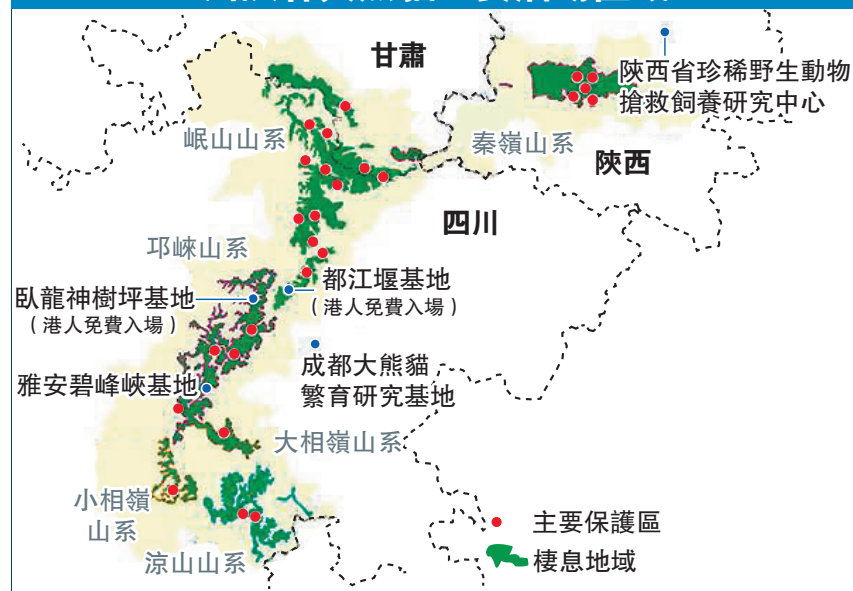 甘肅
陝西省珍稀野生動物
搶救飼養研究中心
岷山山系
秦嶺山系
陝西
四川
邛崍山系
都江堰基地
（港人免費入場）
臥龍神樹坪基地
（港人免費入場）
成都大熊貓
繁育研究基地
雅安碧峰峽基地
大相嶺山系
小相嶺
山系
涼山山系
主要保護區
棲息地域